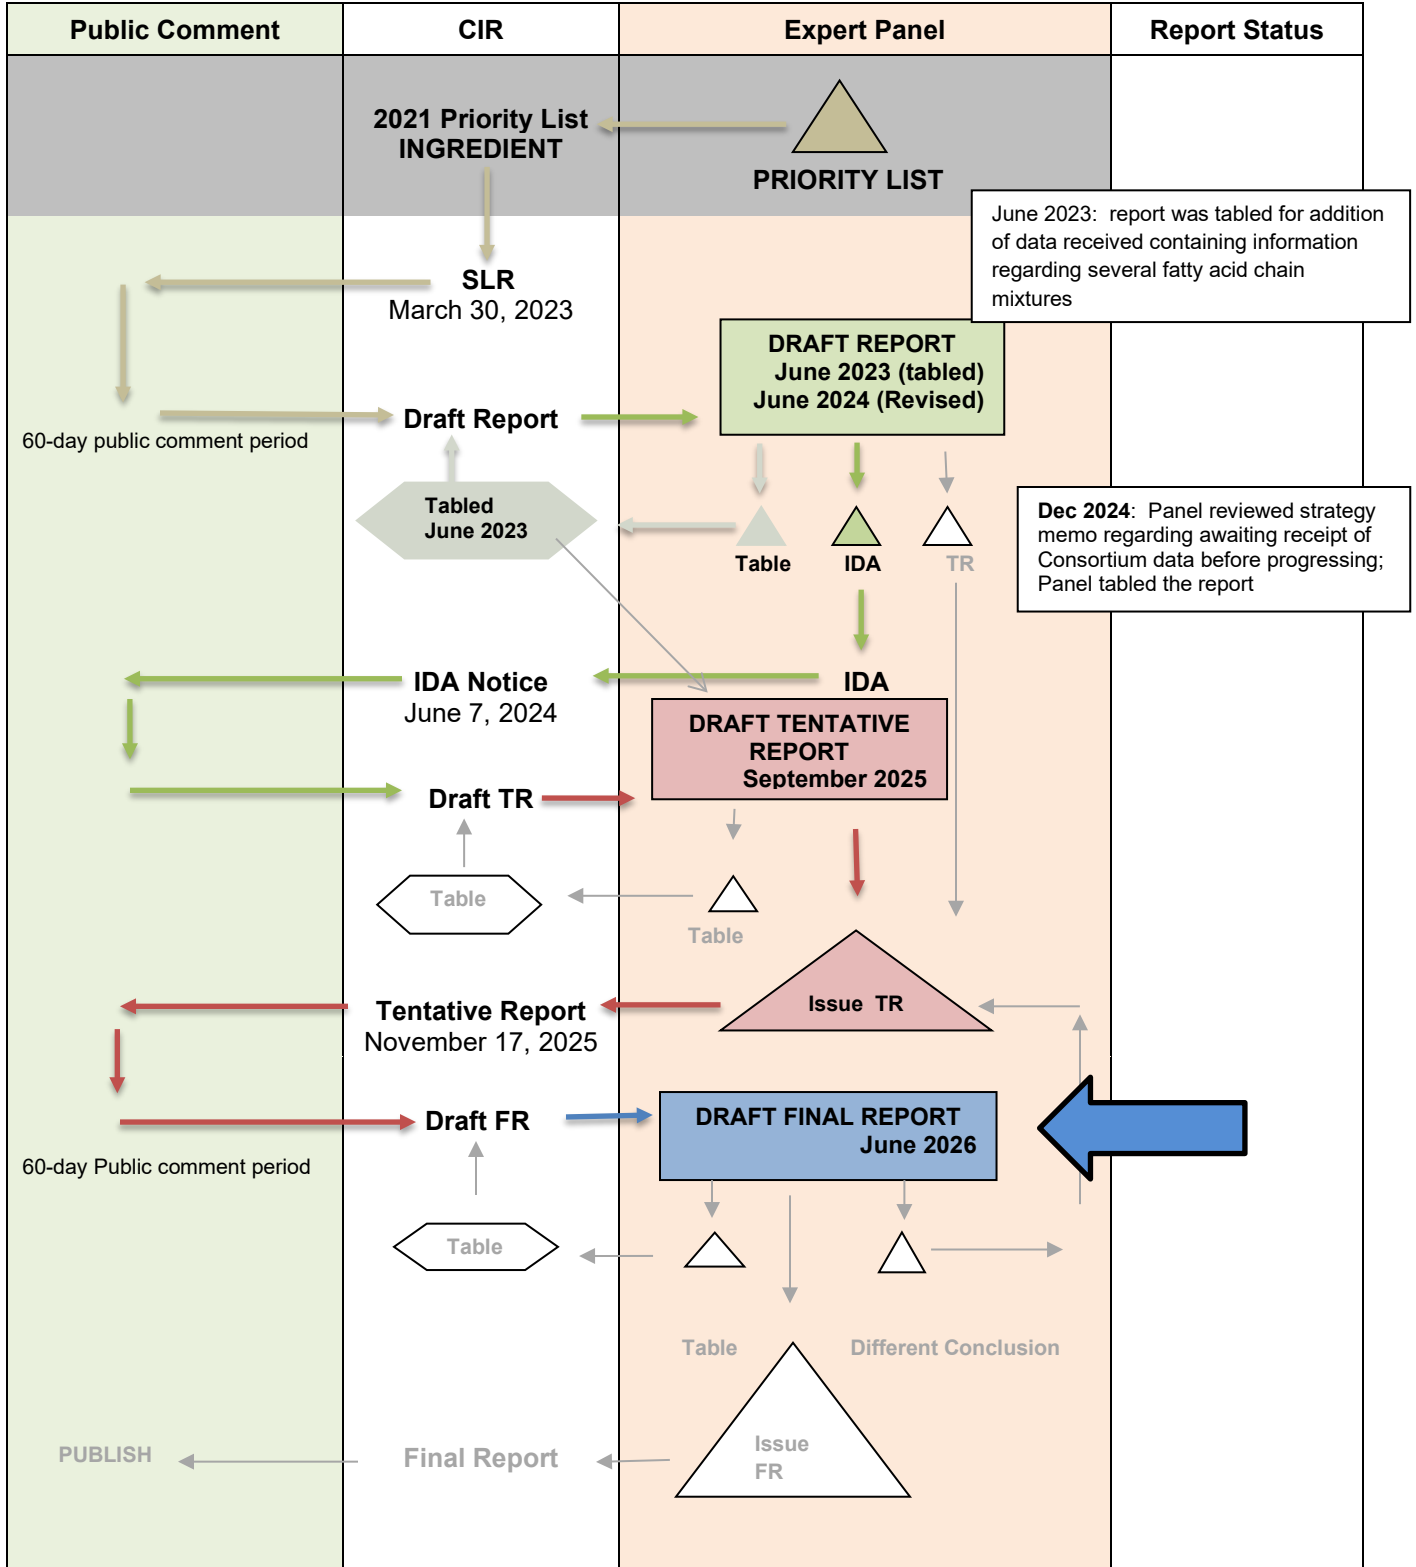 Public Comment
CIR
Expert Panel
Report Status
2021 Priority List
INGREDIENT
PRIORITY LIST
June 2023:  report was tabled for addition
of data received containing information
regarding several fatty acid chain
mixtures
SLR
March 30, 2023
DRAFT REPORT
June 2023 (tabled)
June 2024 (Revised)
Draft Report
60-day public comment period
Tabled
June 2023
Table
IDA
TR
Dec 2024:  Panel reviewed strategy
memo regarding awaiting receipt of
Consortium data before progressing;
Panel tabled the report
IDA Notice
June 7, 2024
IDA
DRAFT TENTATIVE
REPORT
September 2025
Draft TR
Table
Table
Issue  TR
Tentative Report
November 17, 2025
Draft FR
DRAFT FINAL REPORT
June 2026
60-day Public comment period
Table
Table
Different Conclusion
Issue
FR
Final Report
PUBLISH